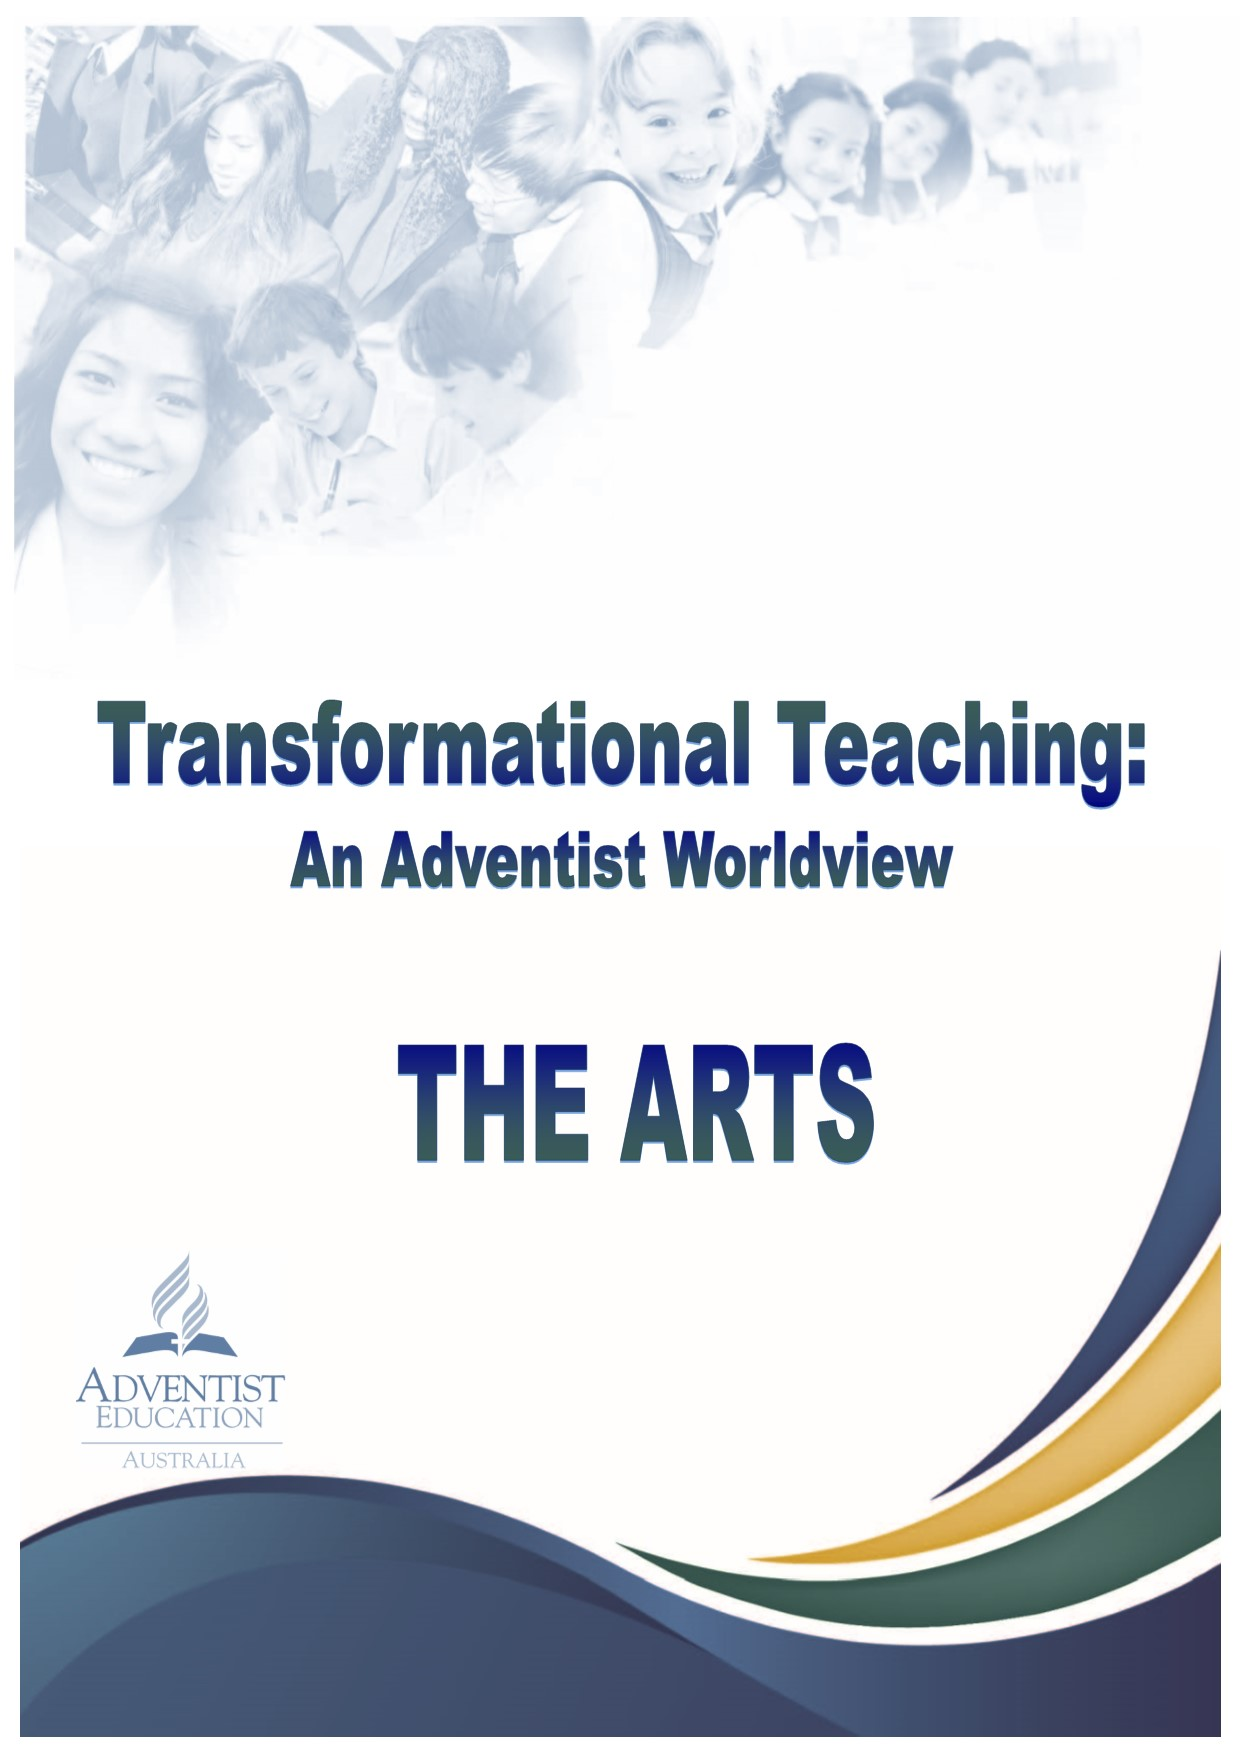 Transformational Teaching:
An Adventist Worldview
THE ARTS
ADVENTIST
EDUCATION
AUSTRALIA